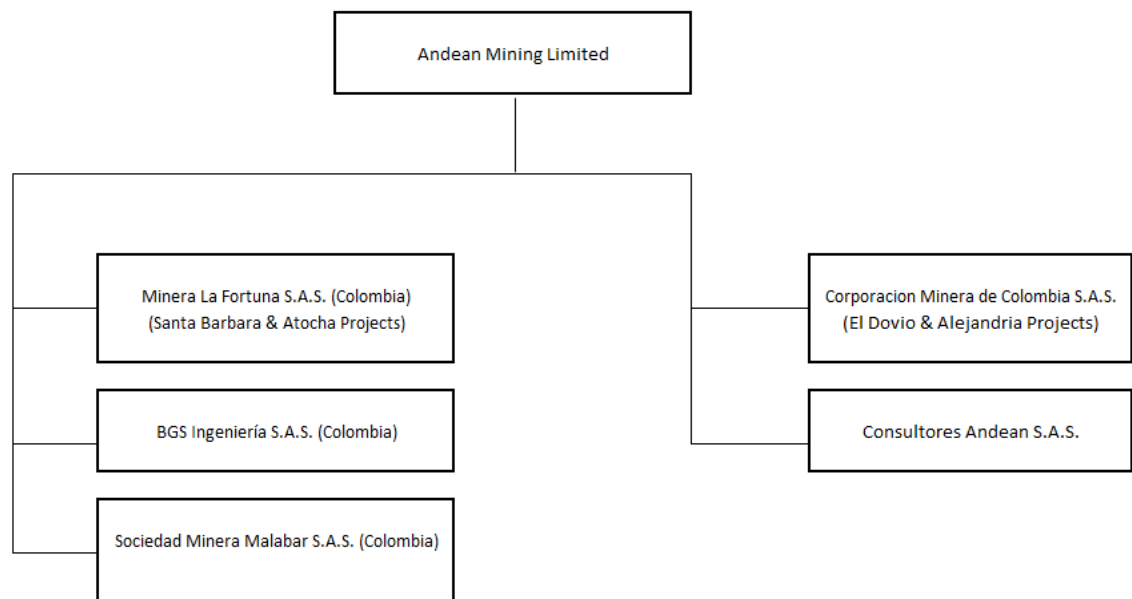 Andean Mining Limited
Minera La Fortuna S.A.S. (Colombia)
(Santa Barbara & Atocha Projects)
BGS Ingeniería S.A.S. (Colombia)
Sociedad Minera Malabar S.A.S. (Colombia)
Corporacion Minera de Colombia S.A.S.
(El Dovio & Alejandria Projects)
Consultores Andean S.A.S.